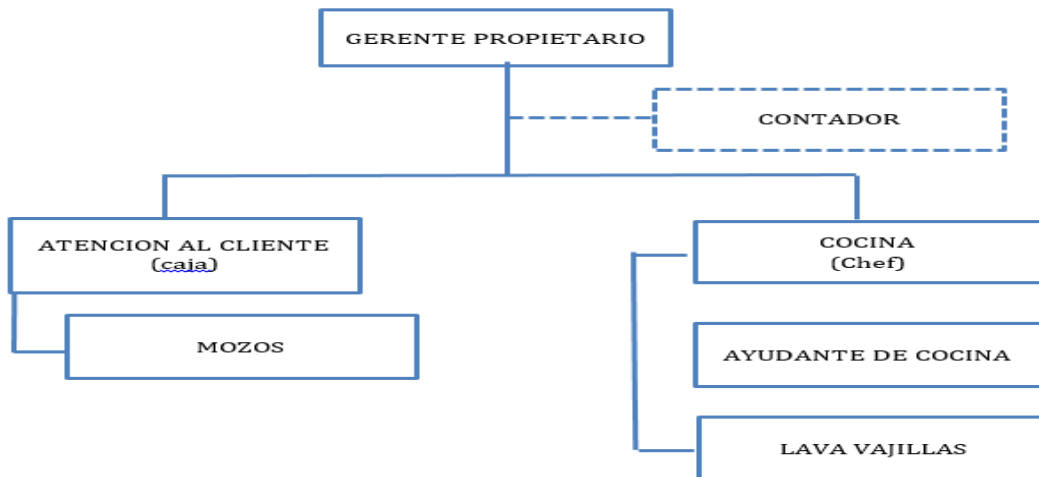 GERENTE PROPIETARIO
CONTADOR
ATENCION AL CLIENTE
(caja)
MOZOS
COCINA
(Chef)
AYUDANTE DE COCINA
LAVA VAJILLAS